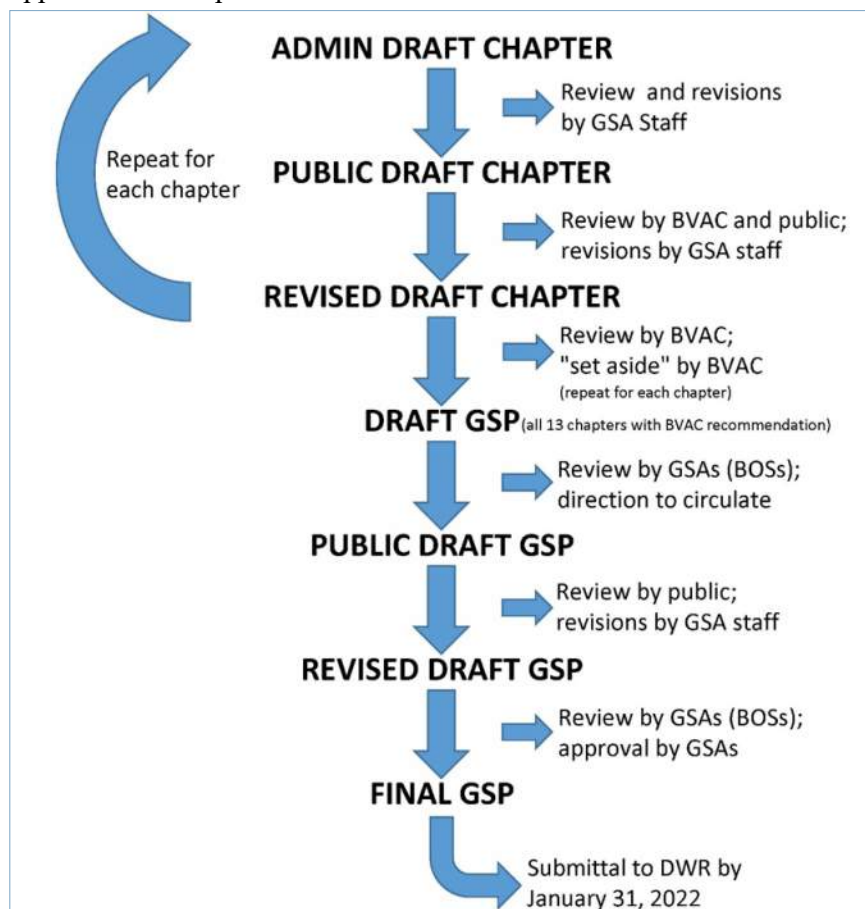 ADMIN DRAFT CHAPTER
Review and revisions
by GSA Staff
Repeat for
each chapter
PUBLIC DRAFT CHAPTER
Review by BVAC and public;
revisions by GSA staff
REVISED DRAFT CHAPTER
Review by BVAC;
"set aside" by BVAC
(repeat for each chapter)
DRAFT GSP (all 13 chapters with BVAC recommendation)
Review by GSAs (BOSs);
direction to circulate
PUBLIC DRAFT GSP
Review by public;
revisions by GSA staff
REVISED DRAFT GSP
Review by GSAs (BOSs);
approval by GSAs
FINAL GSP
Submittal to DWR by
January 31, 2022